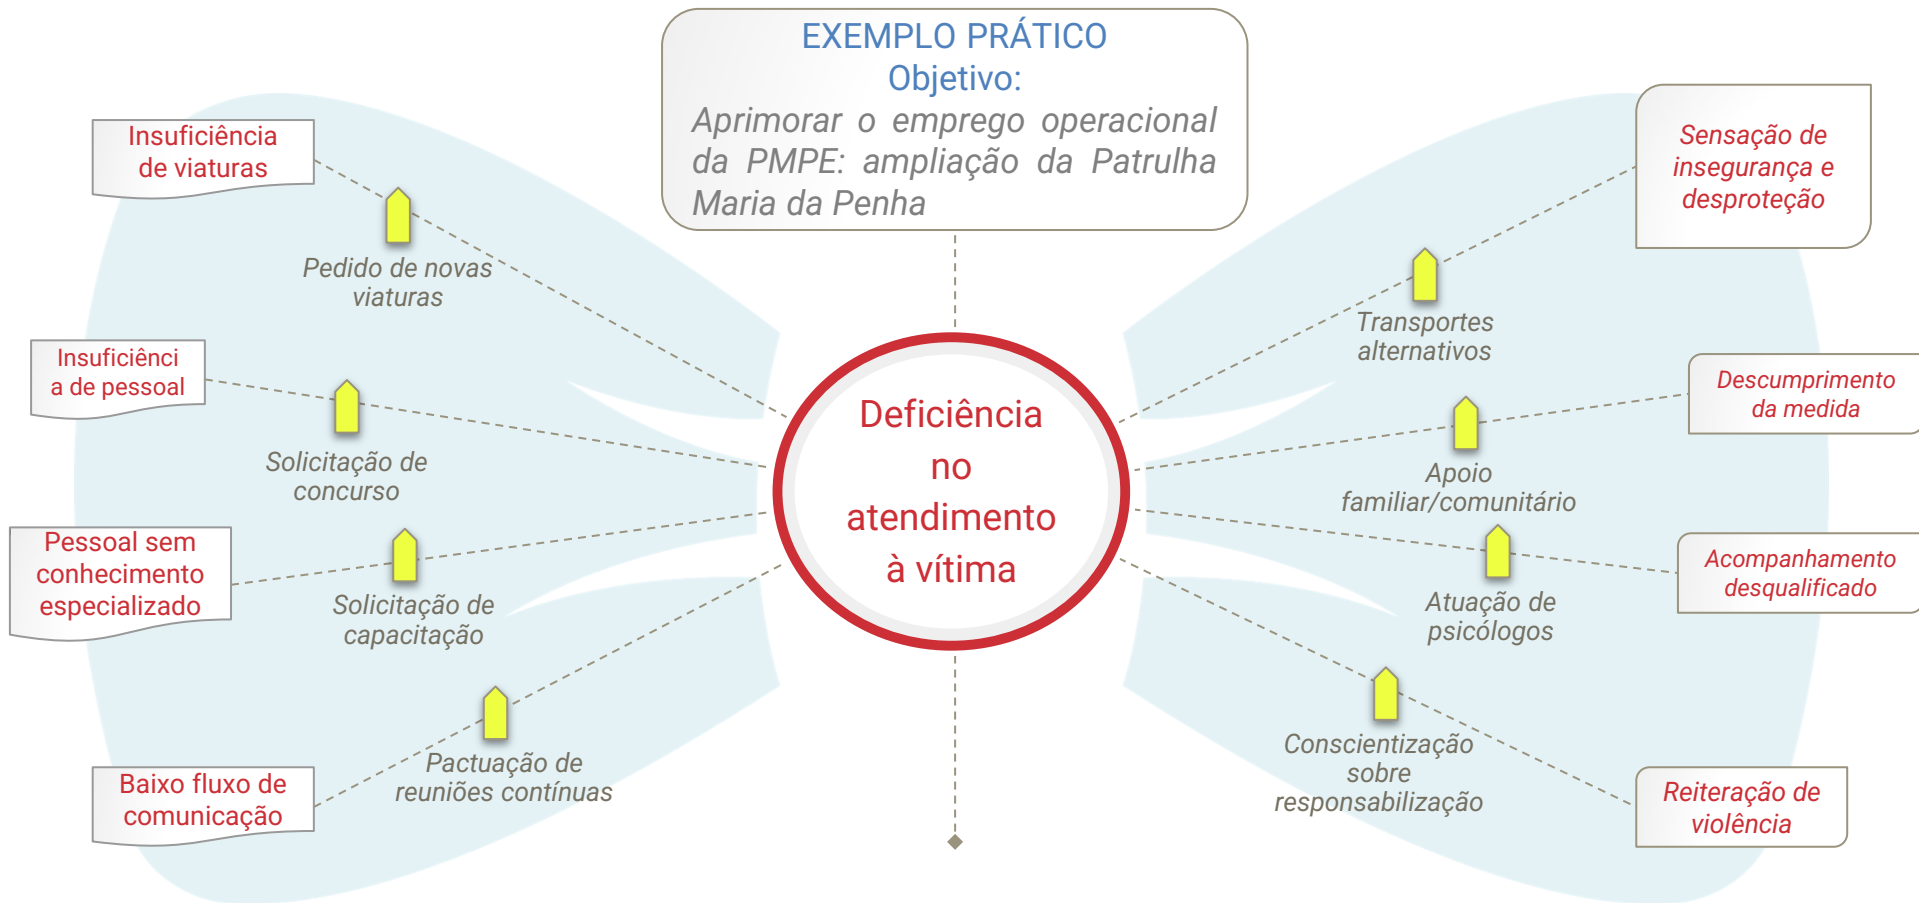 EXEMPLO PRÁTICO
Objetivo:
Aprimorar o emprego operacional
da PMPE: ampliação da Patrulha
Maria da Penha
Insuficiência
de viaturas
Pedido de novas
viaturas
Insuficiênci
a de pessoal
Solicitação de
concurso
Pessoal sem
conhecimento
especializado
Solicitação de
capacitação
Baixo fluxo de
comunicação
Pactuação de
reuniões contínuas
Deficiência
no
atendimento
à vítima
Sensação de
insegurança e
desproteção
Transportes
alternativos
Descumprimento
da medida
Apoio
familiar/comunitário
Acompanhamento
desqualificado
Atuação de
psicólogos
Conscientização
sobre
responsabilização
Reiteração de
violência